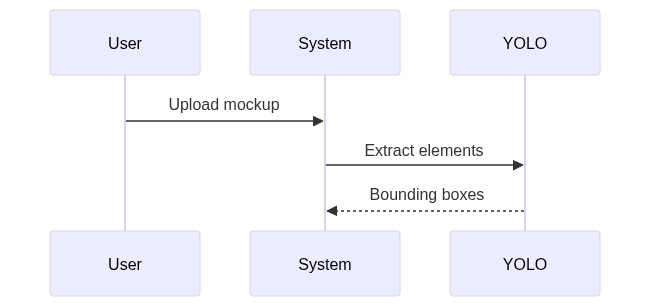 User
System
YOLO
Upload mockup
Extract elements
Bounding boxes
User
System
YOLO